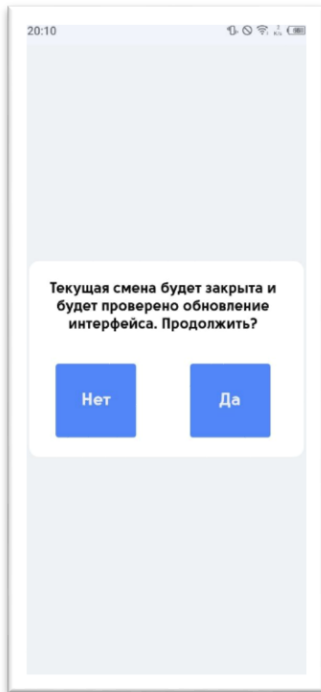 20:10
Текущая смена будет закрыта и
будет проверено обновление
интерфейса. Продолжить?
Нет
Да